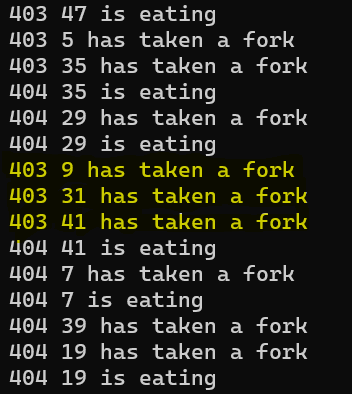 403 47 is eating
403 5 has taken a fork
403 35 has taken a fork
404 35 is eating
404 29 has taken a fork
404 29 is eating
403 9 has taken a fork
403 31 has taken a fork
403 41 has taken a fork
404 41 is eating
404 7 has taken a fork
404 7 is eating
404 39 has taken a fork
404 19 has taken a fork
404 19 is eating